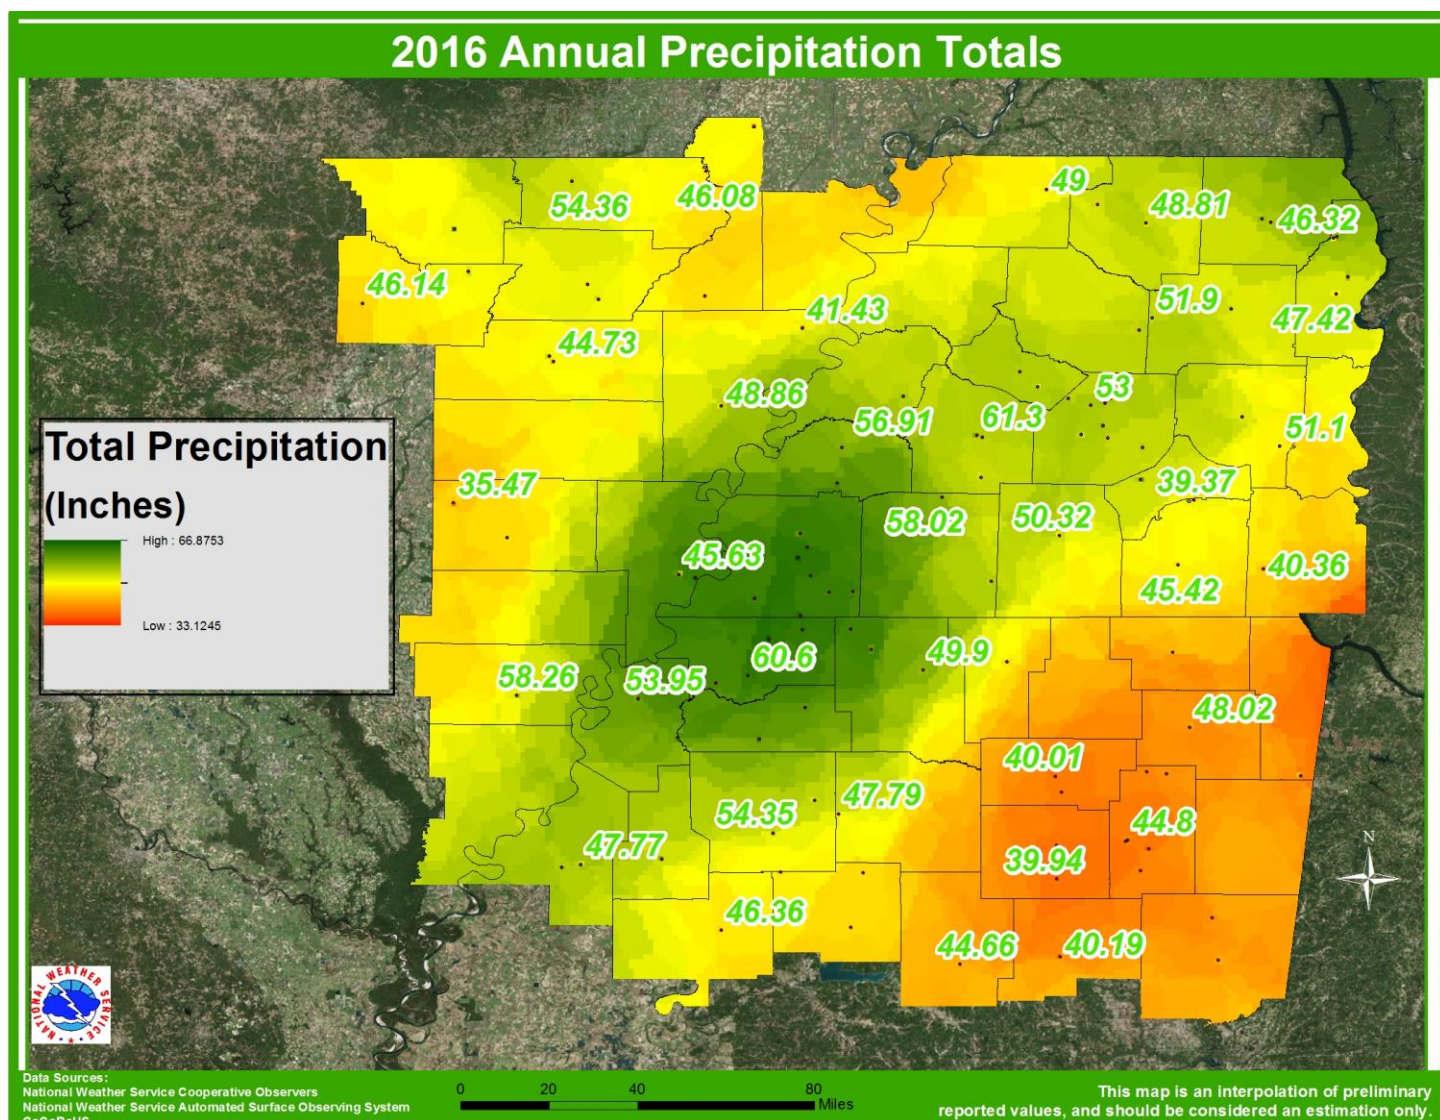 2016 Annual Precipitation Totals
46.08
49
54.36
48.81
46.32
46.14
41.43
51.9
47.42
44.73
48.86
53
56.91
61.3
51.1
Total Precipitation
(Inches)
High : 66.8753
Low : 33.1245
35.47
39.37
58.02
50.32
45.63
40.36
45.42
60.6
49.9
58.26
53.95
48.02
40.01
47.79
54.35
44.8
47.77
39.94
46.36
44.66
40.19
N
NATIONAL WEATHER SERVICE
Data Sources:
National Weather Service Cooperative Observers
National Weather Service Automated Surface Observing System
0 20 40 80
Miles
This map is an interpolation of preliminary
reported values, and should be considered an estimation only.